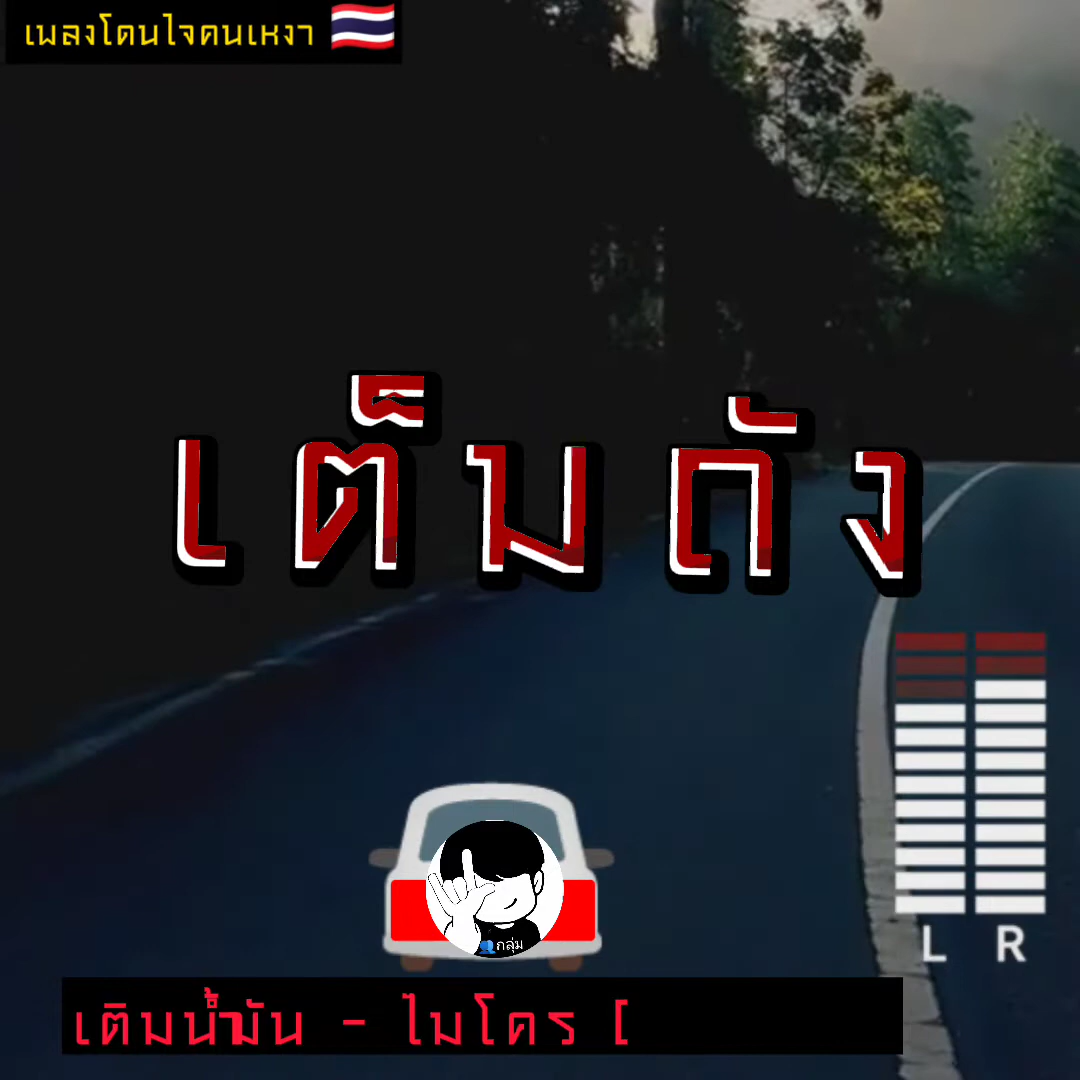 เพลงโดนใจคนเหงา 🇹🇭
เต็มถัง
กลุ่ม
L R
เติมน้ำมัน - ไมโคร [